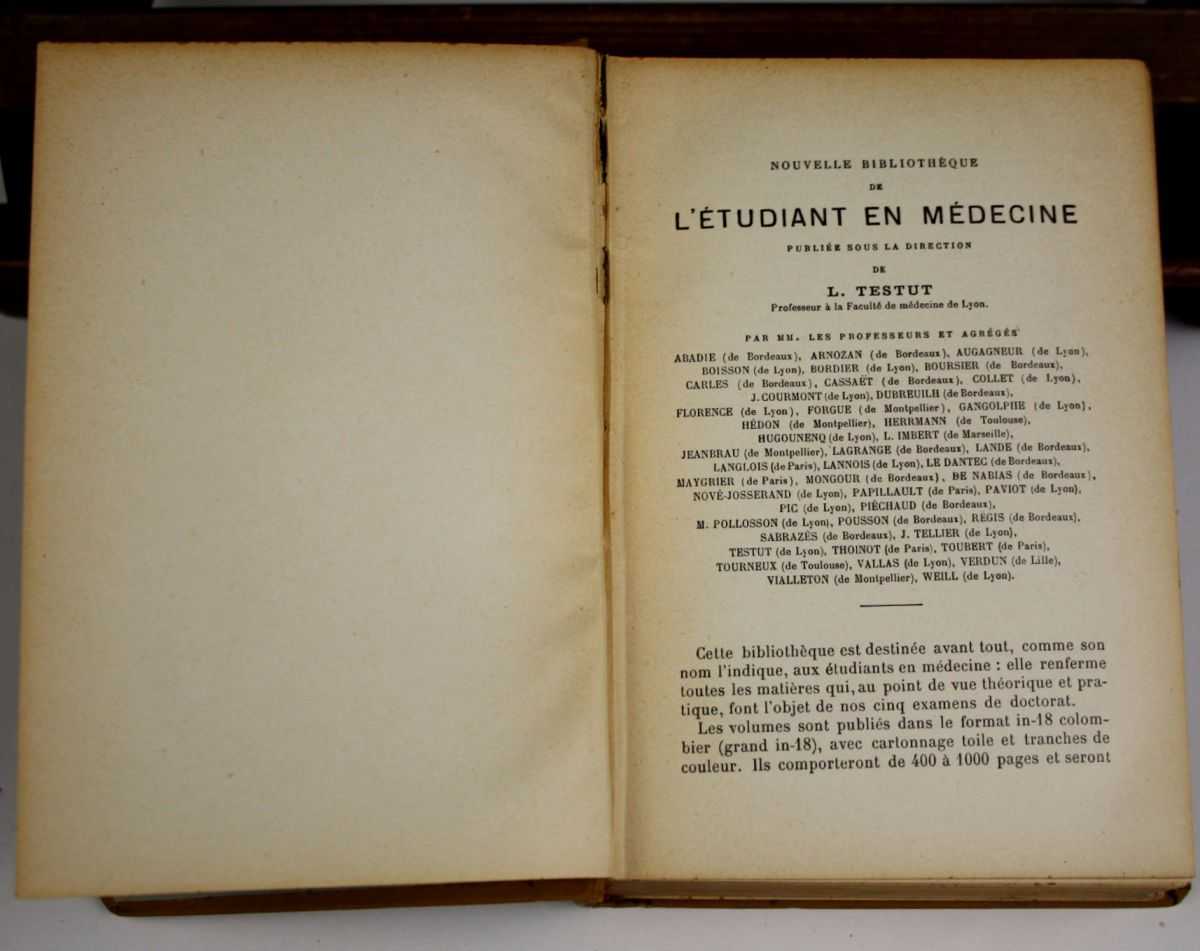 NOUVELLE BIBLIOTHÈQUE
DE
L'ÉTUDIANT EN MÉDECINE
PUBLIÉE SOUS LA DIRECTION
DE
L. TESTUT
Professeur à la Faculté de médecine de Lyon.
PAR MM. LES PROFESSEURS ET AGRÉGÉS
ABADIE (de Bordeaux), ARNOZAN (de Bordeaux), AUGAGNEUR (de Lyon),
BOISSON (de Lyon), BORDIER (de Lyon), BOURSIER (de Bordeaux),
CARLES (de Bordeaux), CASSAËT (de Bordeaux), COLLET (de Lyon),
J. COURMONT (de Lyon), DUBREUILH (de Bordeaux),
FLORENCE (de Lyon), FORGUE (de Montpellier), GANGOLPHE (de Lyon),
HÉDON (de Montpellier), HERRMANN (de Toulouse),
HUGOUNENQ (de Lyon), L. IMBERT (de Marseille),
JEANBRAU (de Montpellier), LAGRANGE (de Bordeaux), LANDE (de Bordeaux),
LANGLOIS (de Paris), LANNOIS (de Lyon), LE DANTEC (de Bordeaux),
MAYGRIER (de Paris), MONGOUR (de Bordeaux), DE NABIAS (de Bordeaux),
NOVÉ-JOSSERAND (de Lyon), PAPILLAULT (de Paris), PAVIOT (de Lyon),
PIC (de Lyon), PIÉCHAUD (de Bordeaux),
M. POLLOSSON (de Lyon), POUSSON (de Bordeaux), RÉGIS (de Bordeaux),
SABRAZÈS (de Bordeaux), J. TELLIER (de Lyon),
TESTUT (de Lyon), THOINOT (de Paris), TOUBERT (de Paris),
TOURNEUX (de Toulouse), VALLAS (de Lyon), VERDUN (de Lille),
VIALLETON (de Montpellier), WEILL (de Lyon).
Cette bibliothèque est destinée avant tout, comme son
nom l'indique, aux étudiants en médecine : elle renferme
toutes les matières qui, au point de vue théorique et pra-
tique, font l'objet de nos cinq examens de doctorat.
Les volumes sont publiés dans le format in-18 colom-
bier (grand in-18), avec cartonnage toile et tranches de
couleur. Ils comporteront de 400 à 1000 pages et seront